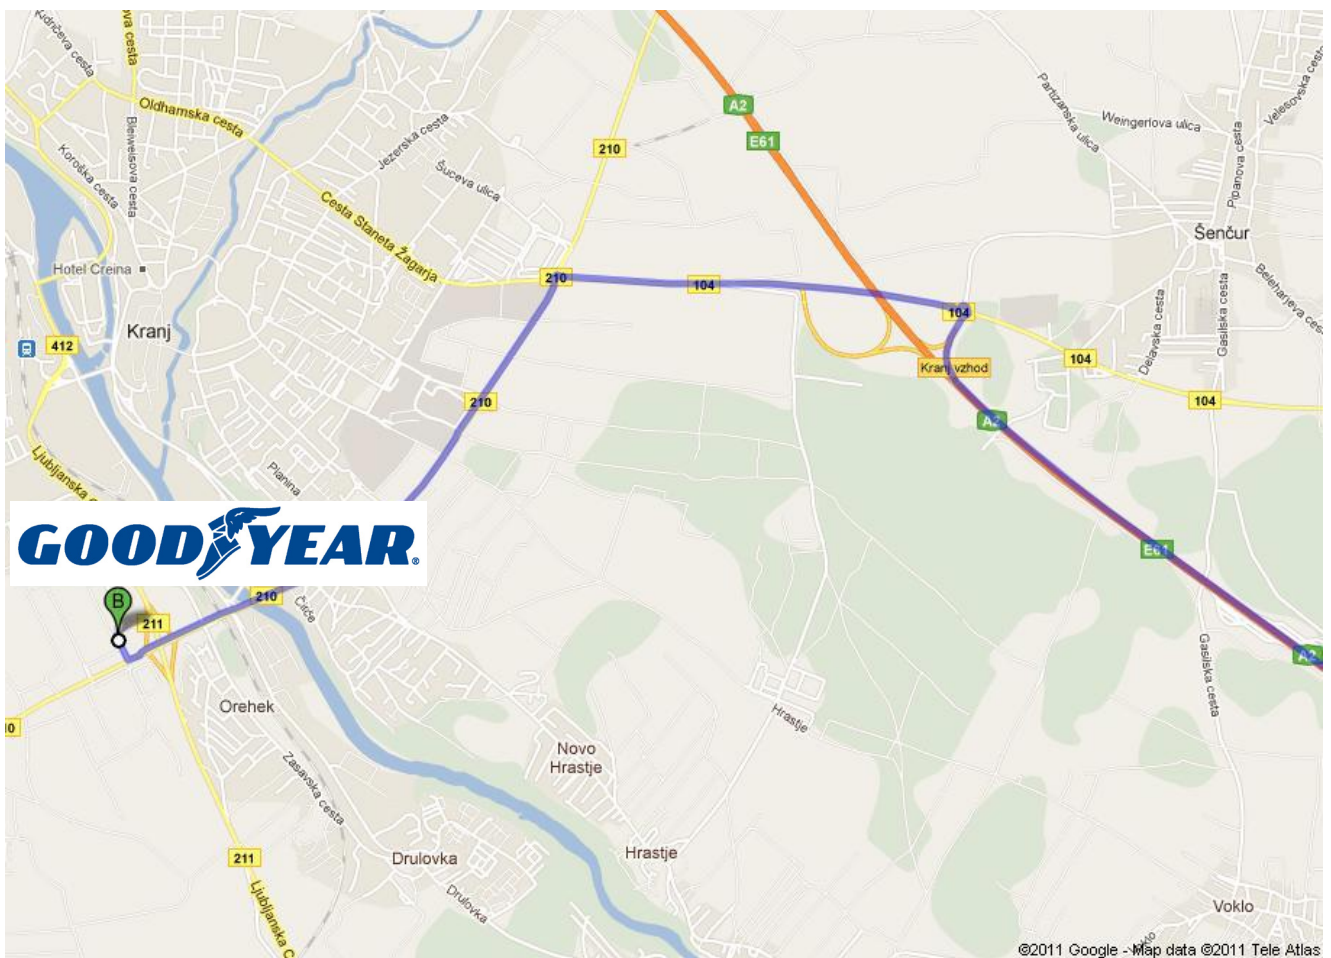 Kidričeva cesta
Oldhamska cesta
Bleiweisova cesta
Koroška cesta
Jezerska cesta
Šuceva ulica
Cesta Staneta Žagarja
Hotel Creina
Kranj
412
210
A2
E61
Partizanska ulica
Weingerlova ulica
Velesovska cesta
Pipanova cesta
Šenčur
Beleharjeva cesta
Gasilska cesta
Delavska cesta
210
104
104
104
104
Kranj vzhod
A2
210
Ljubljanska c
Planina
GOODYEAR
B
211
210
Čirče
E61
A2
Gasilska cesta
Orehek
10
Zasavska cesta
Hrastje
Novo
Hrastje
211
Drulovka
Hrastje
Drulovka
Ljubljanska C
Voklo
Voklo
©2011 Google - Map data ©2011 Tele Atlas